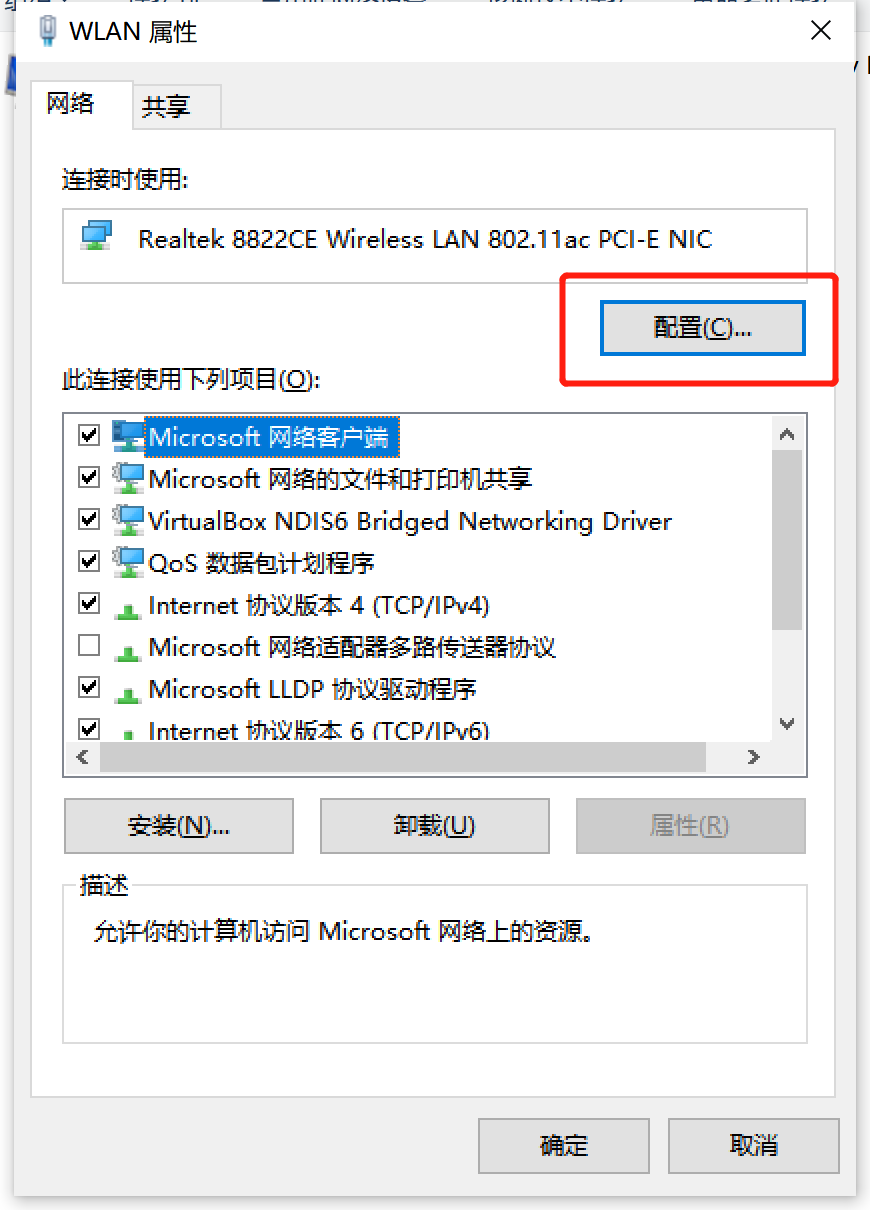 WLAN 属性
网络
共享
连接时使用:
Realtek 8822CE Wireless LAN 802.11ac PCI-E NIC
配置(C)...
此连接使用下列项目(O):
Microsoft 网络客户端
Microsoft 网络的文件和打印机共享
VirtualBox NDIS6 Bridged Networking Driver
QoS 数据包计划程序
Internet 协议版本 4 (TCP/IPv4)
Microsoft 网络适配器多路传送器协议
Microsoft LLDP 协议驱动程序
Internet 协议版本 6 (TCP/IPv6)
安装(N)...
卸载(U)
属性(R)
描述
允许你的计算机访问 Microsoft 网络上的资源。
确定
取消